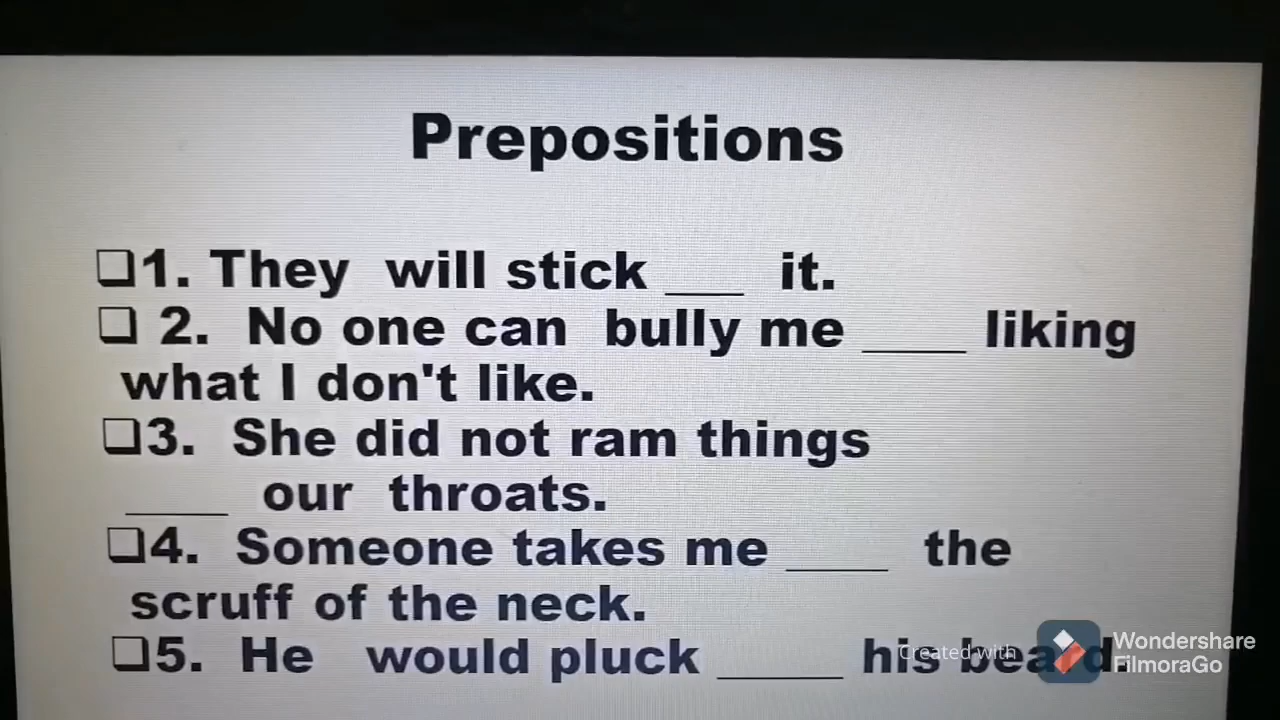 Prepositions
❑1. They will stick ___ it.
❑ 2. No one can bully me ____ liking
what I don't like.
❑3. She did not ram things
____ our throats.
❑4. Someone takes me ____ the
scruff of the neck.
❑5. He would pluck _____ his beard.
Created with Wondershare
FilmoraGo